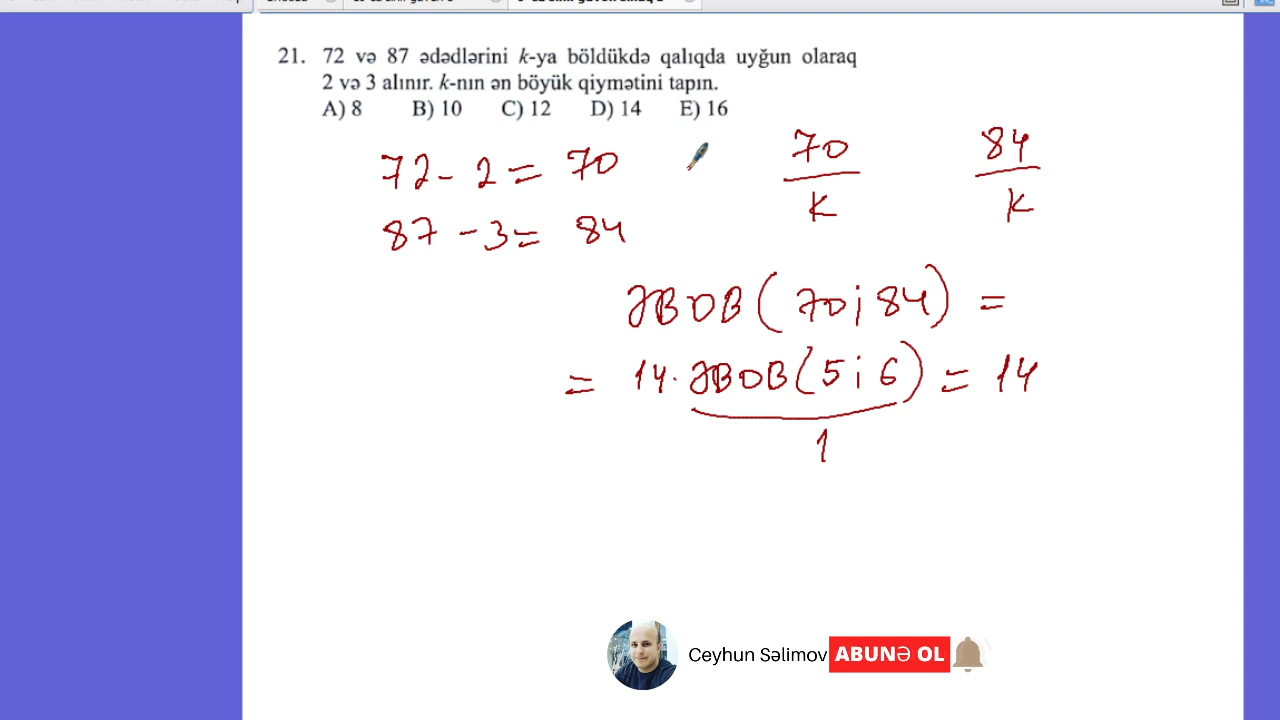 21. 72 və 87 ədədlərini k-ya böldükdə qalıqda uyğun olaraq
2 və 3 alınır. k-nın ən böyük qiymətini tapın.
A) 8 B) 10 C) 12 D) 14 E) 16
72 - 2 = 70
87 - 3 = 84
70
k
84
k
ƏBOB(70; 84) =
= 14. ƏBOB(5; 6) = 14
1
Ceyhun Səlimov ABUNƏ OL